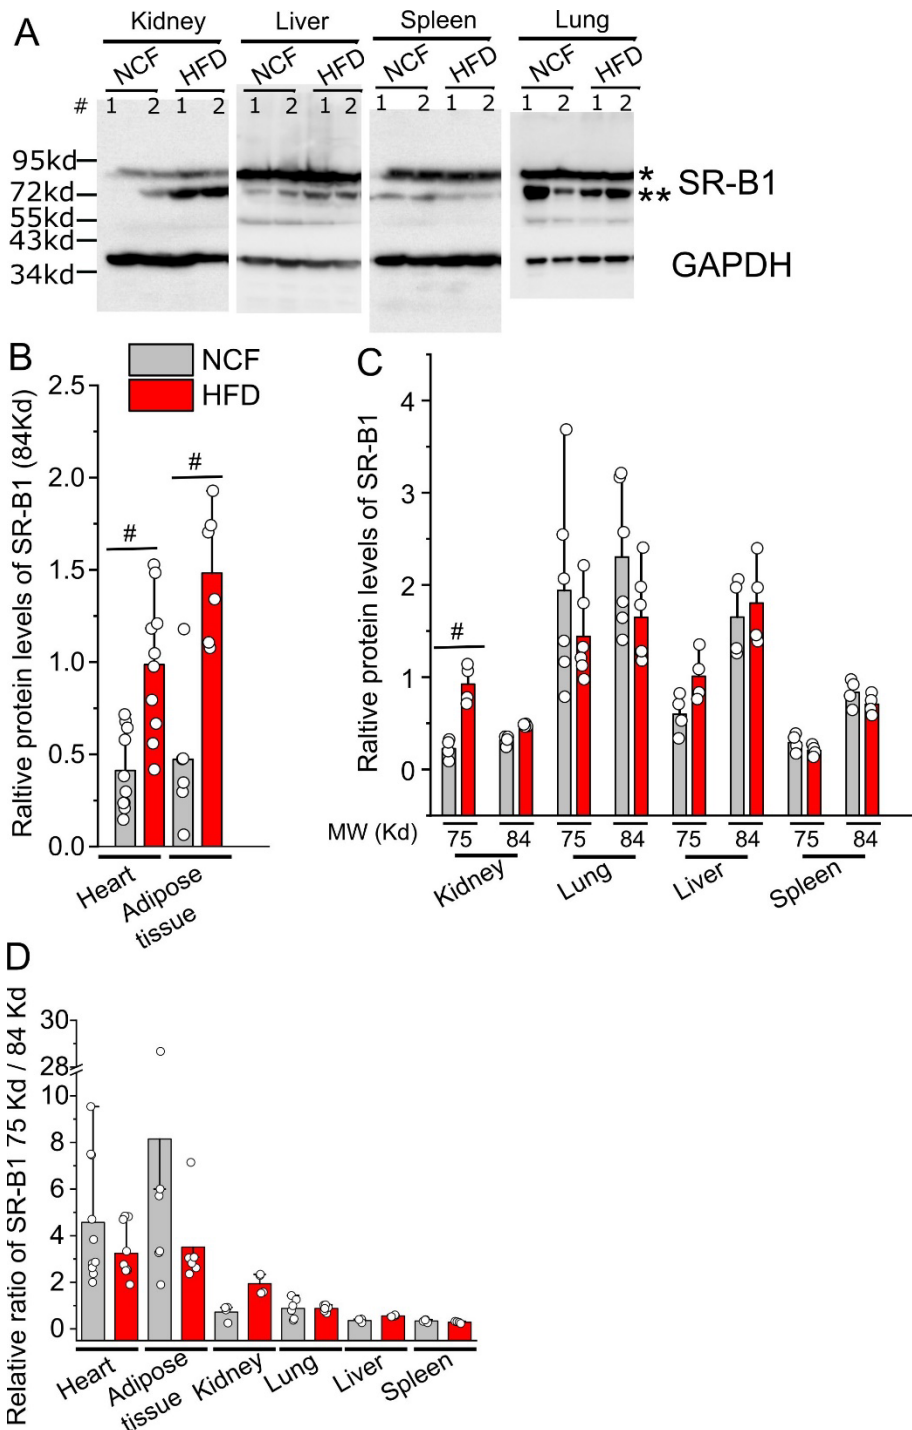 A
Kidney Liver Spleen Lung
NCF HFD NCF HFD NCF HFD NCF HFD
# 1 2 1 2 1 2 1 2 1 2 1 2 1 2 1 2
95kd
72kd
55kd
43kd
34kd
* SR-B1
**
GAPDH
B
NCF
HFD
Raltive protein levels of SR-B1 (84Kd)
2.5
2.0
1.5
1.0
0.5
0.0
#
#
Heart
Adipose
tissue
C
Raltive protein levels of SR-B1
4
3
2
1
0
#
MW (Kd) 75 84 75 84 75 84 75 84
Kidney Lung Liver Spleen
D
Relative ratio of SR-B1 75 Kd / 84 Kd
30
28
10
8
6
4
2
0
Heart
Adipose
tissue
Kidney
Lung
Liver
Spleen